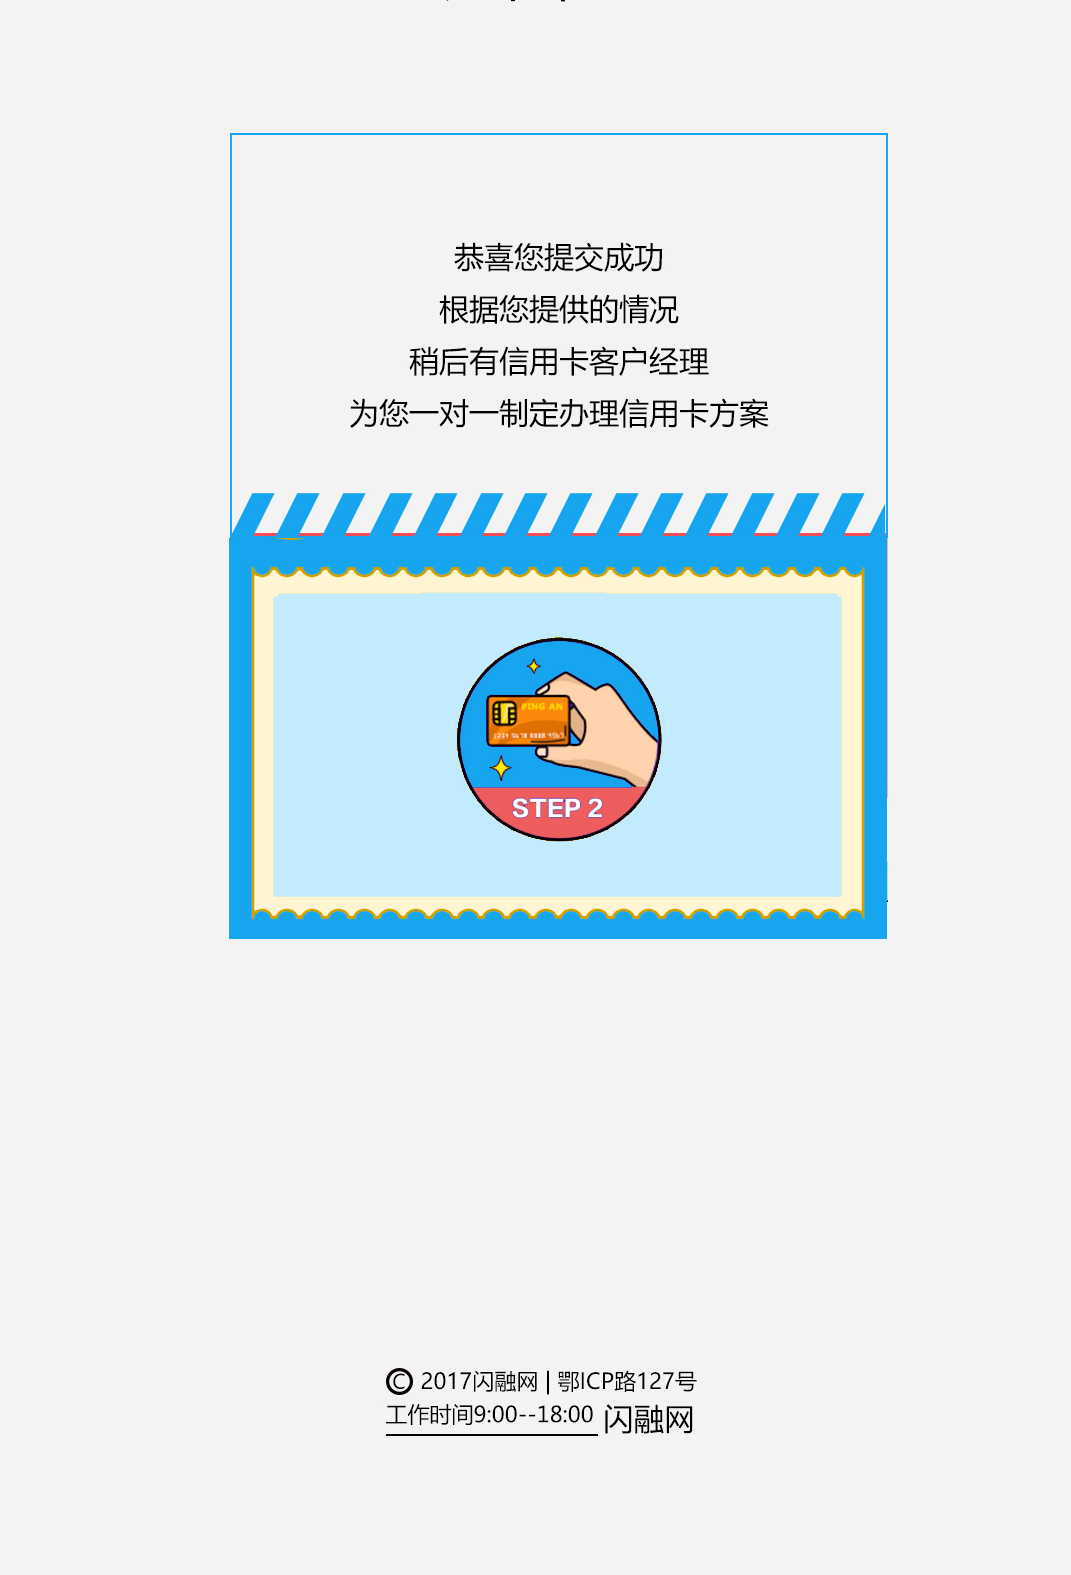 恭喜您提交成功
根据您提供的情况
稍后有信用卡客户经理
为您一对一制定办理信用卡方案
PING AN
STEP 2
© 2017闪融网 | 鄂ICP路127号
工作时间9:00--18:00 闪融网